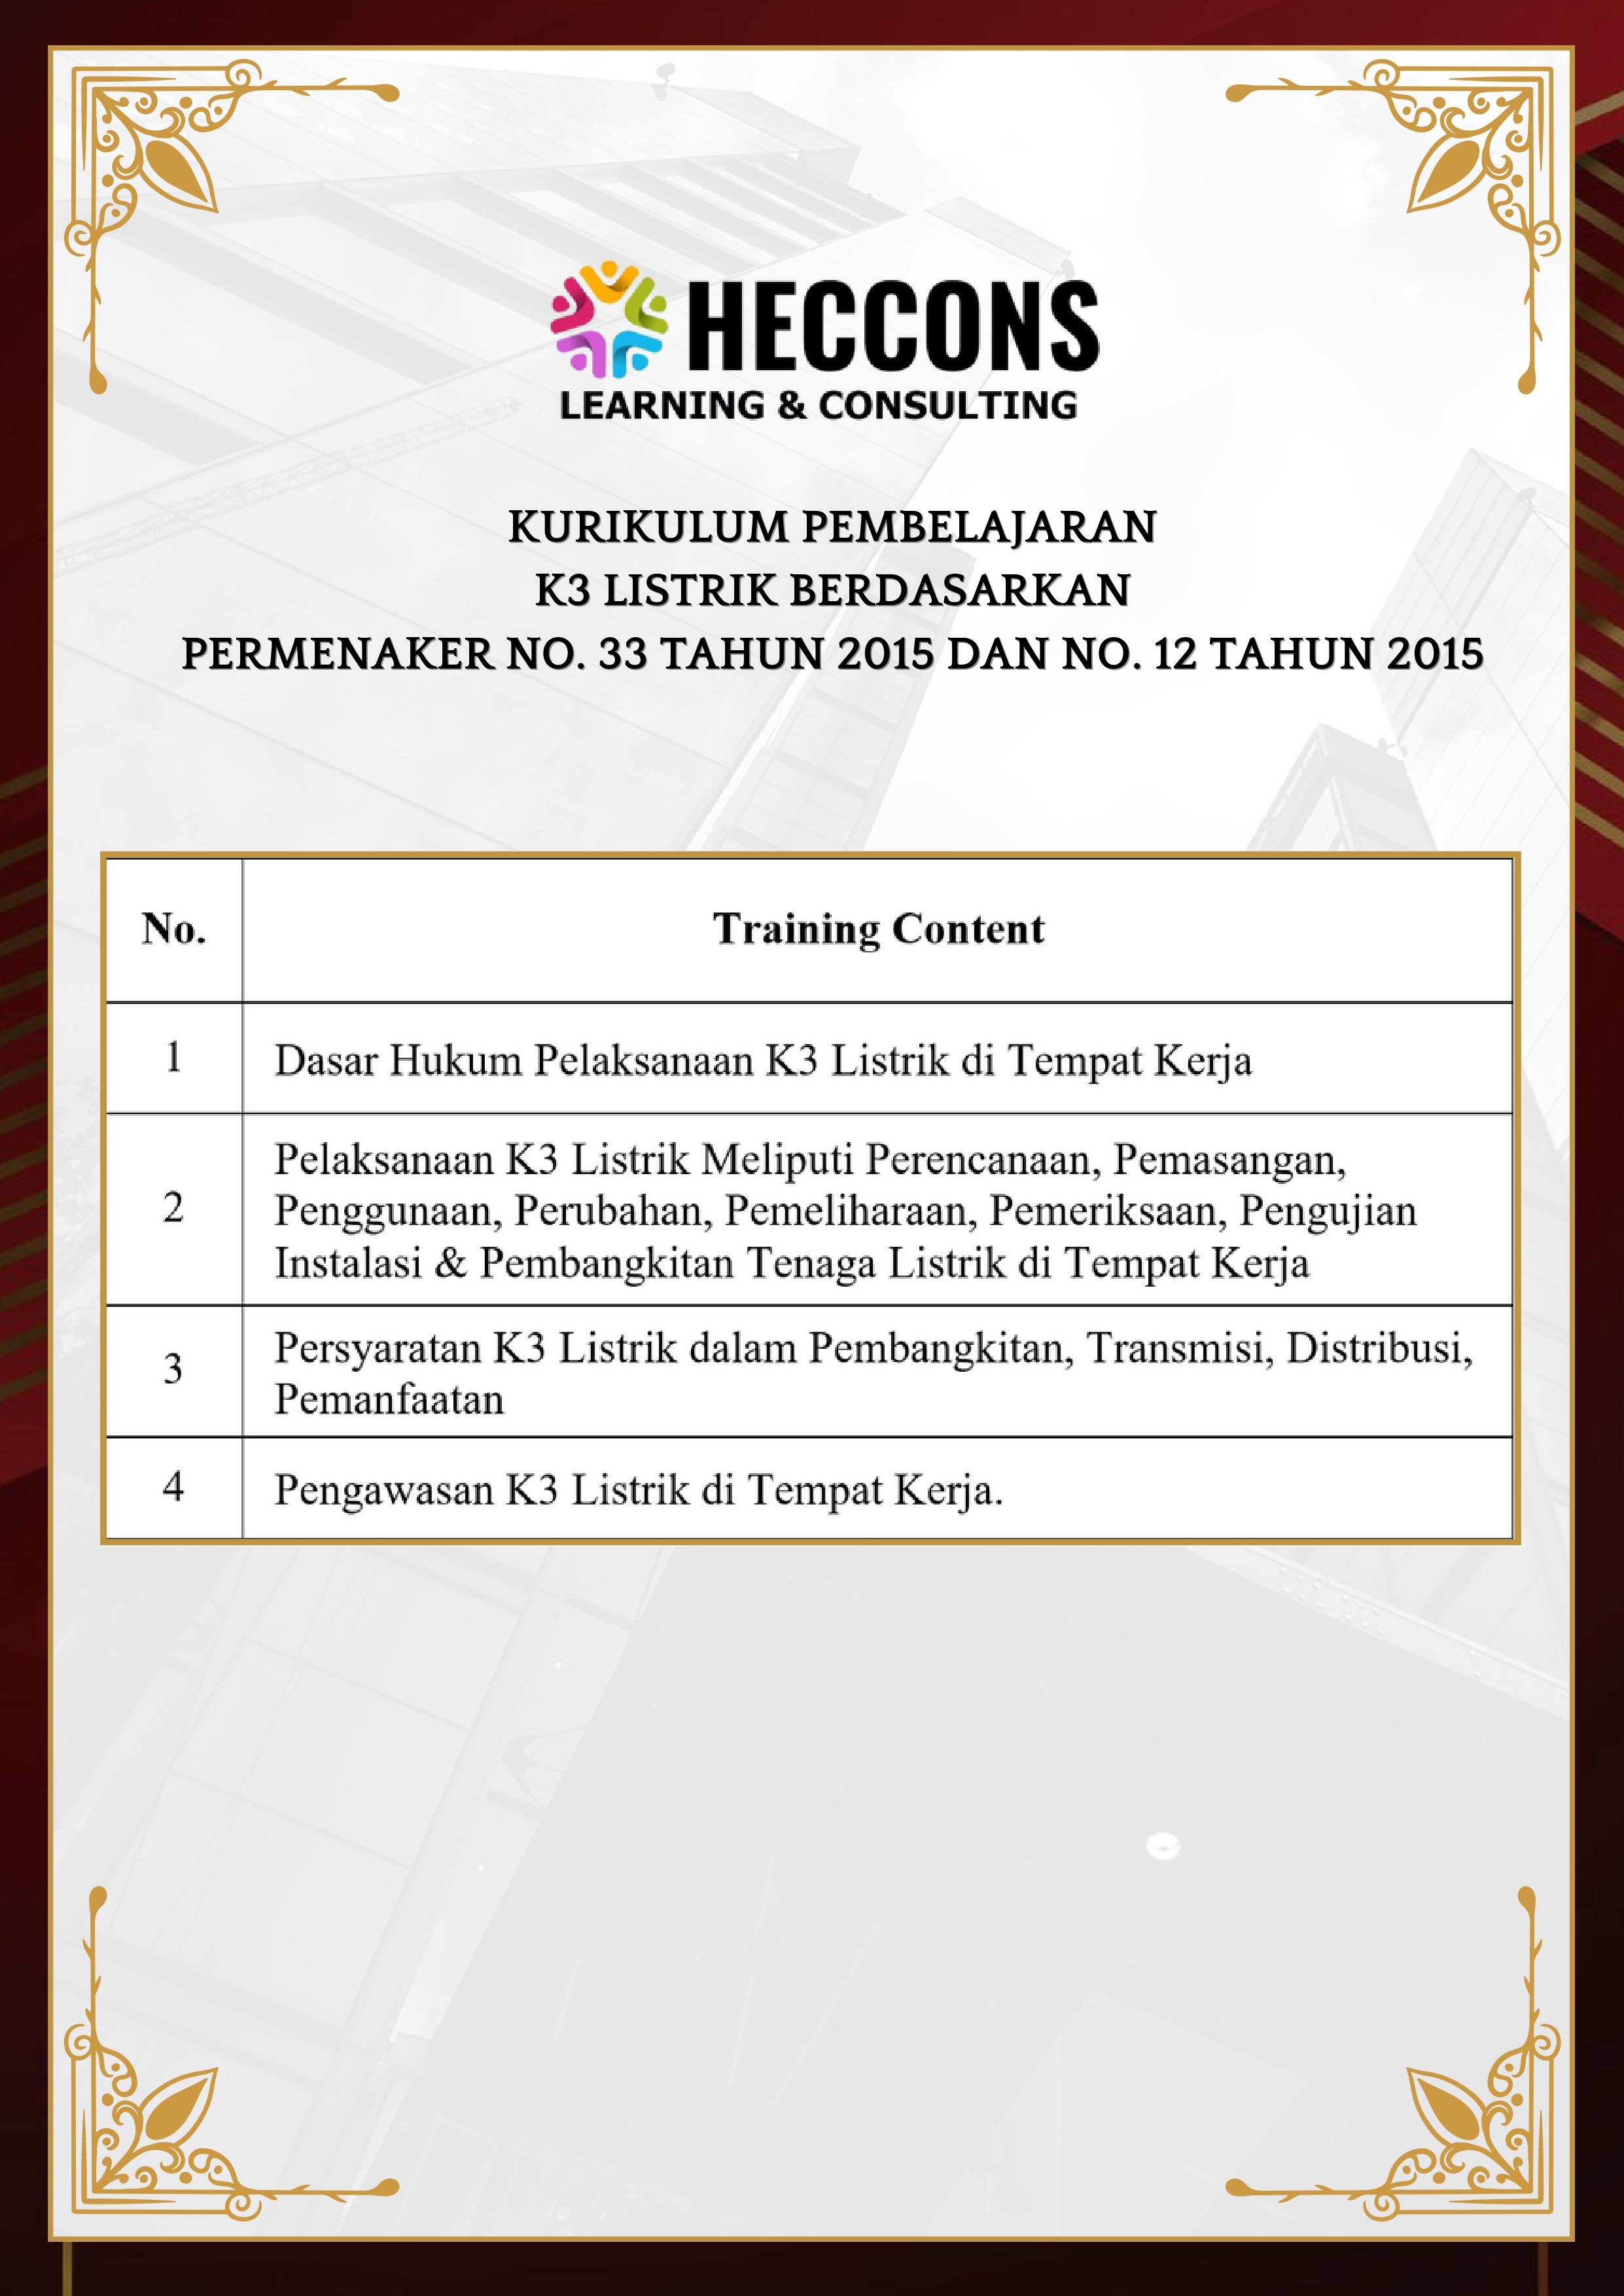 HECCONS
LEARNING & CONSULTING
KURIKULUM PEMBELAJARAN
K3 LISTRIK BERDASARKAN
PERMENAKER NO. 33 TAHUN 2015 DAN NO. 12 TAHUN 2015
No. Training Content
1 Dasar Hukum Pelaksanaan K3 Listrik di Tempat Kerja
2 Pelaksanaan K3 Listrik Meliputi Perencanaan, Pemasangan,
Penggunaan, Perubahan, Pemeliharaan, Pemeriksaan, Pengujian
Instalasi & Pembangkitan Tenaga Listrik di Tempat Kerja
3 Persyaratan K3 Listrik dalam Pembangkitan, Transmisi, Distribusi,
Pemanfaatan
4 Pengawasan K3 Listrik di Tempat Kerja.